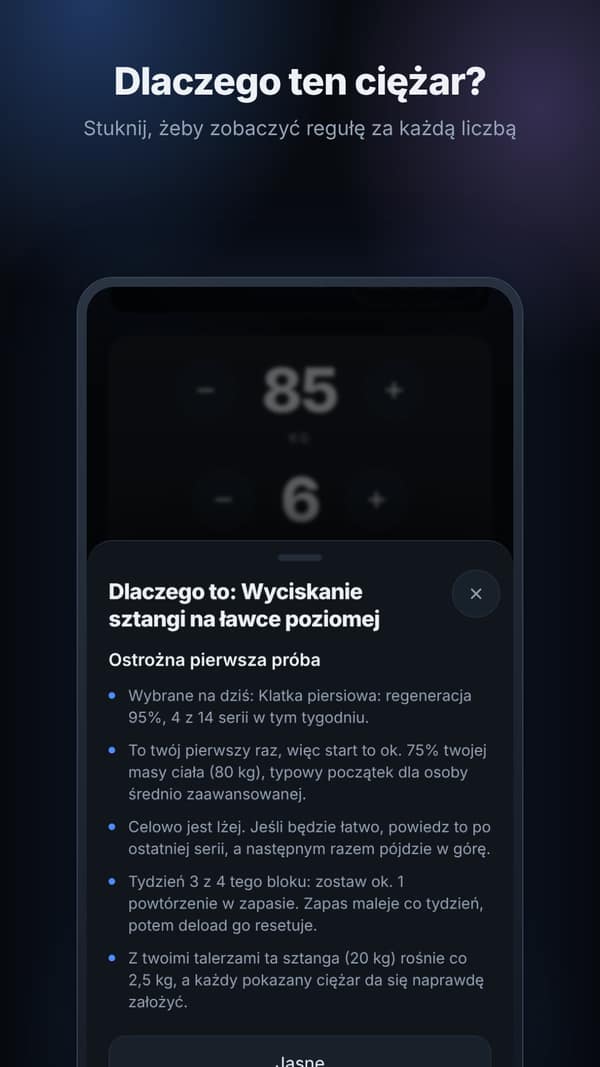 Dlaczego ten ciężar?
Stuknij, żeby zobaczyć regułę za każdą liczbą
− 85 +
KG
− 6 +
Dlaczego to: Wyciskanie
sztangi na ławce poziomej
Ostrożna pierwsza próba
Wybrane na dziś: Klatka piersiowa: regeneracja
95%, 4 z 14 serii w tym tygodniu.
To twój pierwszy raz, więc start to ok. 75% twojej
masy ciała (80 kg), typowy początek dla osoby
średnio zaawansowanej.
Celowo jest lżej. Jeśli będzie łatwo, powiedz to po
ostatniej serii, a następnym razem pójdzie w górę.
Tydzień 3 z 4 tego bloku: zostaw ok. 1
powtórzenie w zapasie. Zapas maleje co tydzień,
potem deload go resetuje.
Z twoimi talerzami ta sztanga (20 kg) rośnie co
2,5 kg, a każdy pokazany ciężar da się naprawdę
założyć.
Jasne